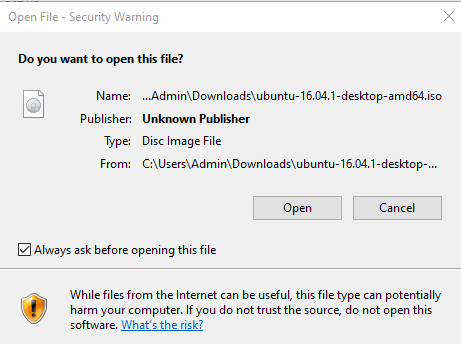 Open File - Security Warning
Do you want to open this file?
Name: ...Admin\Downloads\ubuntu-16.04.1-desktop-amd64.iso
Publisher: Unknown Publisher
Type: Disc Image File
From: C:\Users\Admin\Downloads\ubuntu-16.04.1-desktop-...
Open Cancel
Always ask before opening this file
While files from the Internet can be useful, this file type can potentially
harm your computer. If you do not trust the source, do not open this
software. What's the risk?